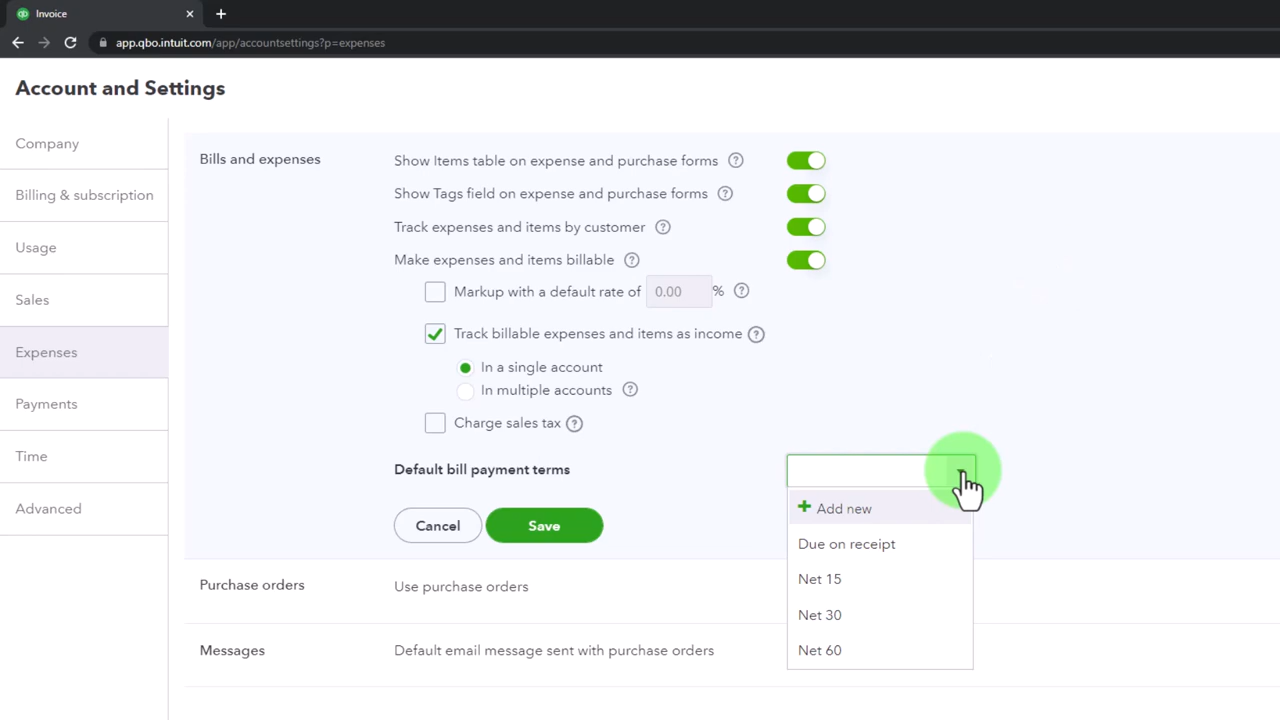 Invoice
app.qbo.intuit.com/app/accountsettings?p=expenses
Account and Settings
Company
Billing & subscription
Usage
Sales
Expenses
Payments
Time
Advanced
Bills and expenses
Show Items table on expense and purchase forms ?
Show Tags field on expense and purchase forms ?
Track expenses and items by customer ?
Make expenses and items billable ?
Markup with a default rate of 0.00 % ?
Track billable expenses and items as income ?
In a single account
In multiple accounts ?
Charge sales tax ?
Default bill payment terms
Cancel Save
+ Add new
Due on receipt
Net 15
Net 30
Net 60
Purchase orders Use purchase orders
Messages Default email message sent with purchase orders